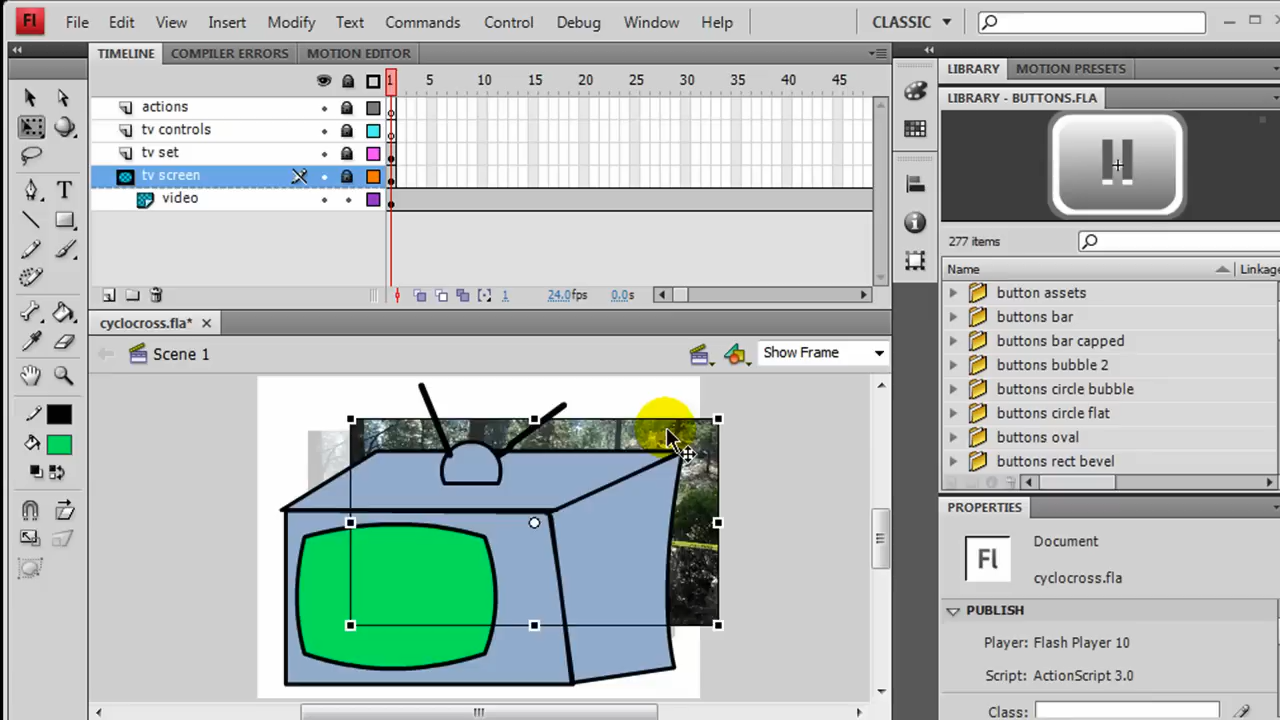 Fl File Edit View Insert Modify Text Commands Control Debug Window Help CLASSIC
TIMELINE COMPILER ERRORS MOTION EDITOR
1 5 10 15 20 25 30 35 40 45
actions
tv controls
tv set
tv screen
video
1 24.0fps 0.0s
cyclocross.fla*
Scene 1
Show Frame
LIBRARY MOTION PRESETS
LIBRARY - BUTTONS.FLA
277 items
Name Linkage
button assets
buttons bar
buttons bar capped
buttons bubble 2
buttons circle bubble
buttons circle flat
buttons oval
buttons rect bevel
PROPERTIES
Fl
Document
cyclocross.fla
PUBLISH
Player: Flash Player 10
Script: ActionScript 3.0
Class: